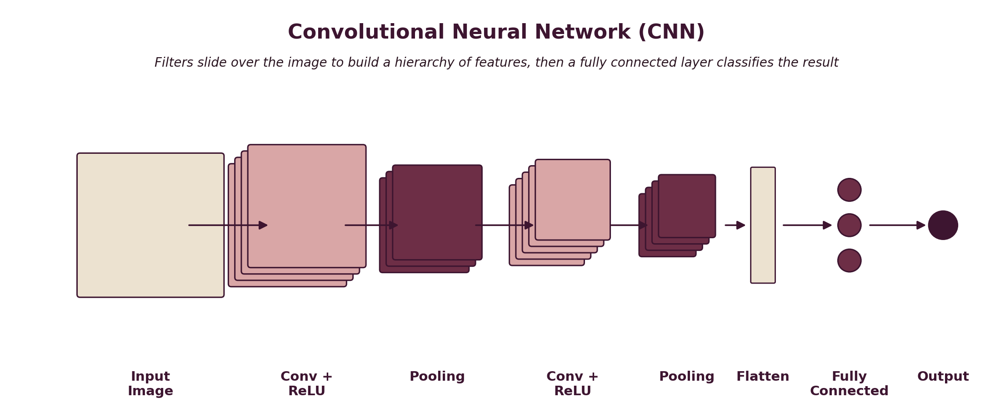 Convolutional Neural Network (CNN)
Filters slide over the image to build a hierarchy of features, then a fully connected layer classifies the result
Input
Image
Conv +
ReLU
Pooling
Conv +
ReLU
Pooling
Flatten
Fully
Connected
Output